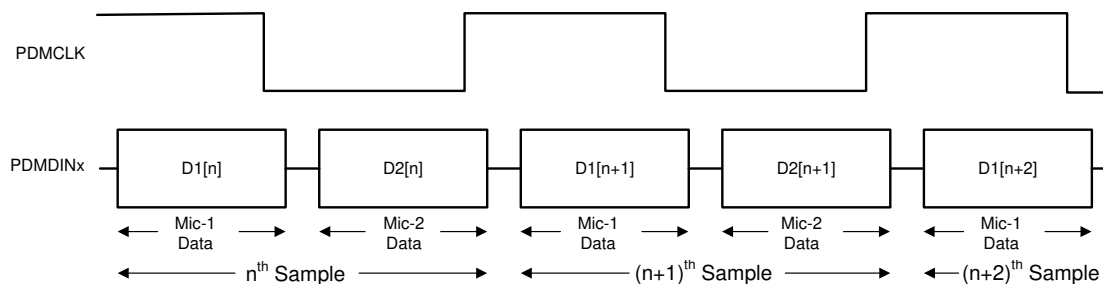 PDMCLK
PDMDINx
D1[n]
D2[n]
D1[n+1]
D2[n+1]
D1[n+2]
Mic-1
Data
Mic-2
Data
Mic-1
Data
Mic-2
Data
Mic-1
Data
nth Sample
(n+1)th Sample
(n+2)th Sample